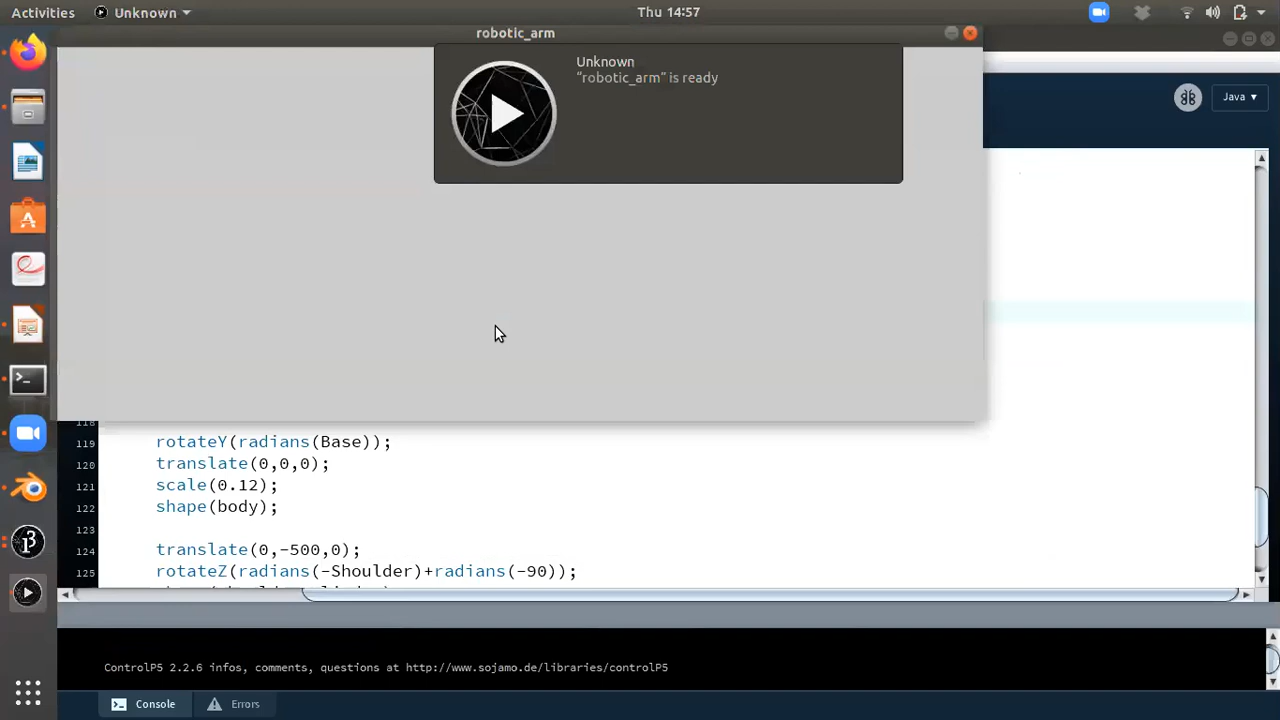 Activities
Unknown
Thu 14:57
robotic_arm
Unknown
"robotic_arm" is ready
Java
119 rotateY(radians(Base));
120 translate(0,0,0);
121 scale(0.12);
122 shape(body);
123
124 translate(0,-500,0);
125 rotateZ(radians(-Shoulder)+radians(-90));
ControlP5 2.2.6 infos, comments, questions at http://www.sojamo.de/libraries/controlP5
Console
Errors